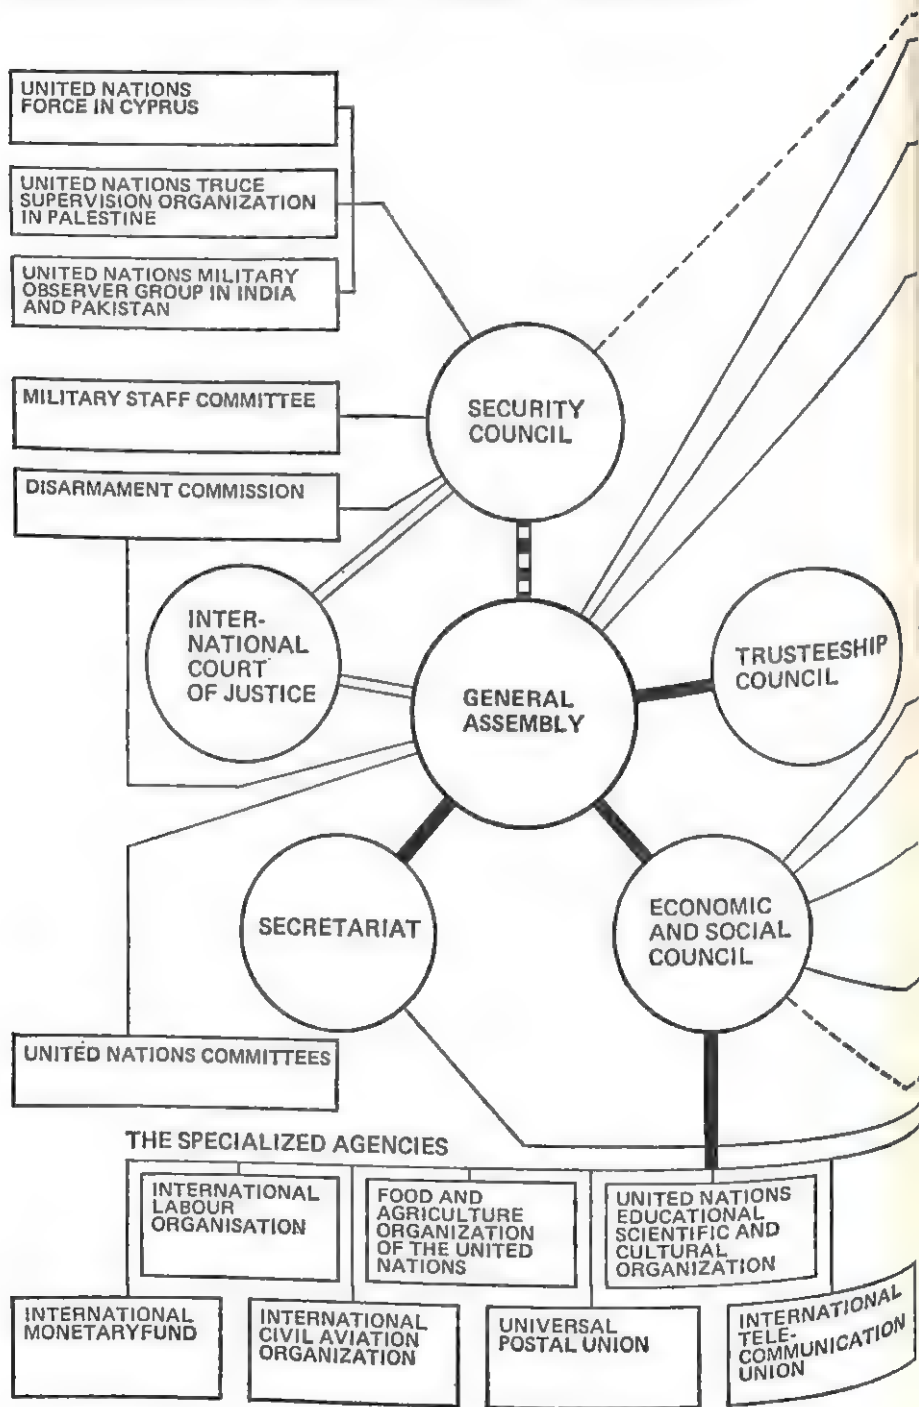 UNITED NATIONS
FORCE IN CYPRUS
UNITED NATIONS TRUCE
SUPERVISION ORGANIZATION
IN PALESTINE
UNITED NATIONS MILITARY
OBSERVER GROUP IN INDIA
AND PAKISTAN
MILITARY STAFF COMMITTEE
DISARMAMENT COMMISSION
SECURITY
COUNCIL
INTER-
NATIONAL
COURT
OF JUSTICE
GENERAL
ASSEMBLY
TRUSTEESHIP
COUNCIL
SECRETARIAT
ECONOMIC
AND SOCIAL
COUNCIL
UNITED NATIONS COMMITTEES
THE SPECIALIZED AGENCIES
INTERNATIONAL
LABOUR
ORGANISATION
FOOD AND
AGRICULTURE
ORGANIZATION
OF THE UNITED
NATIONS
UNITED NATIONS
EDUCATIONAL
SCIENTIFIC AND
CULTURAL
ORGANIZATION
INTERNATIONAL
MONETARYFUND
INTERNATIONAL
CIVIL AVIATION
ORGANIZATION
UNIVERSAL
POSTAL UNION
INTERNATIONAL
TELE-
COMMUNICATION
UNION